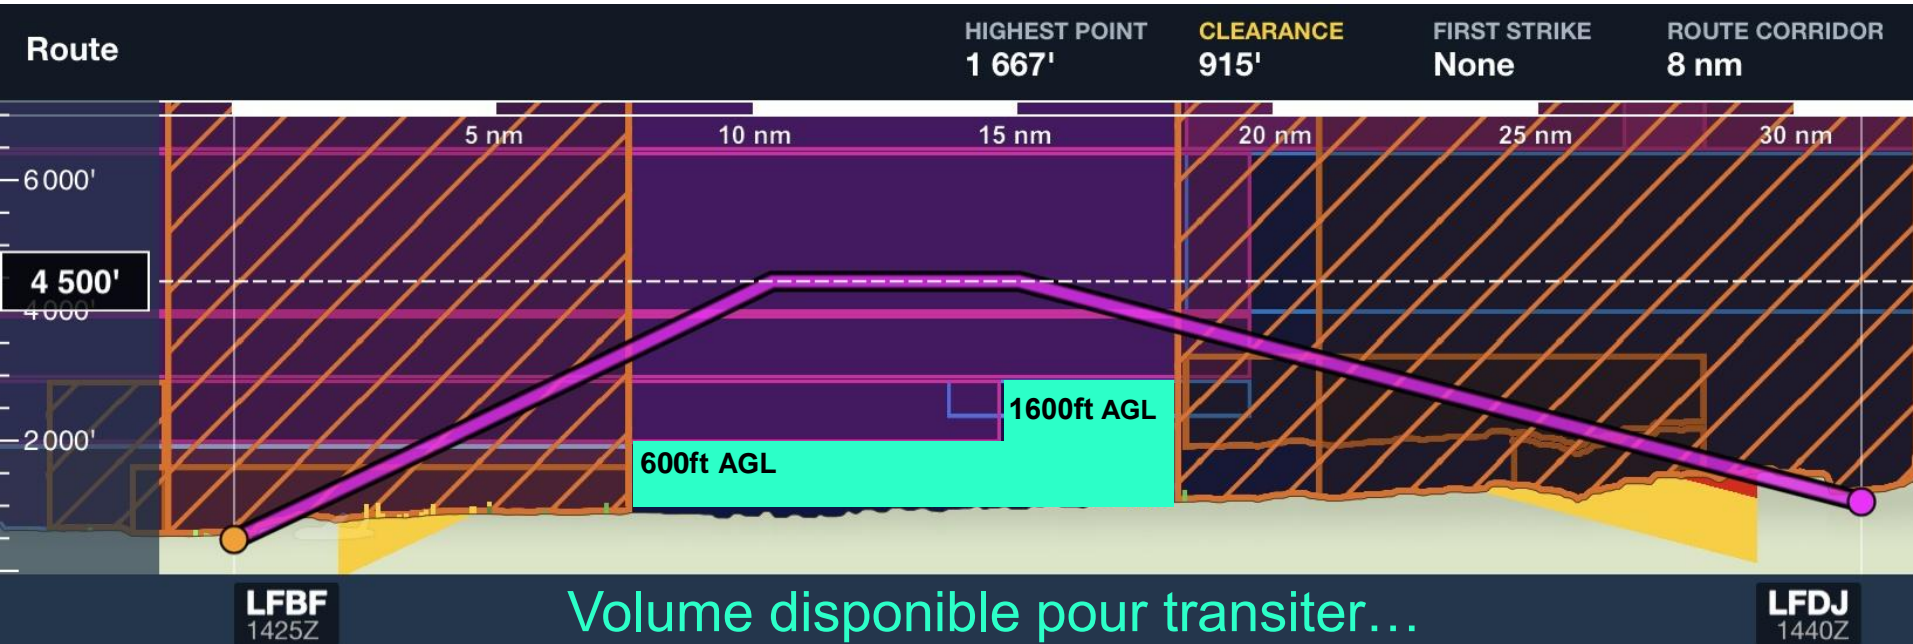 Route
HIGHEST POINT
1 667'
CLEARANCE
915'
FIRST STRIKE
None
ROUTE CORRIDOR
8 nm
5 nm
10 nm
15 nm
20 nm
25 nm
30 nm
6 000'
4 500'
4 000'
2 000'
1600ft AGL
600ft AGL
LFBF
1425Z
Volume disponible pour transiter…
LFDJ
1440Z